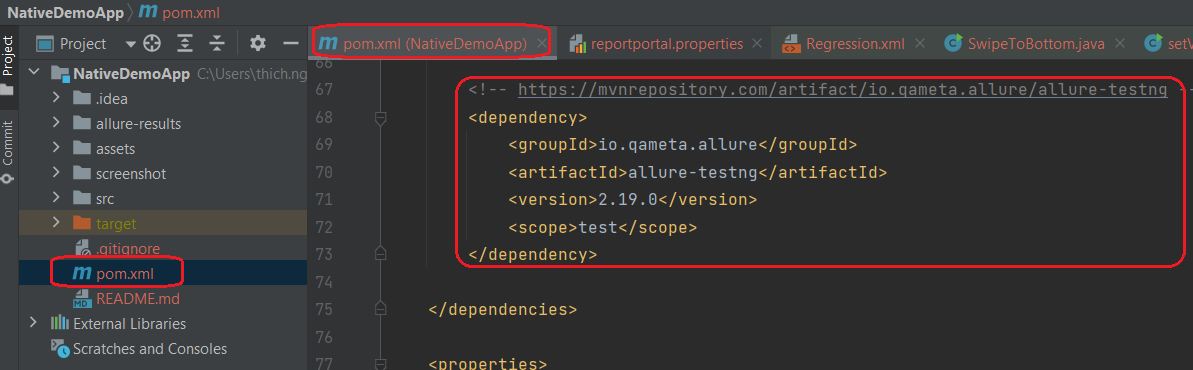 NativeDemoApp pom.xml
Project
Commit
Project
NativeDemoApp C:\Users\thich.ng
.idea
allure-results
assets
screenshot
src
target
.gitignore
pom.xml
README.md
External Libraries
Scratches and Consoles
pom.xml (NativeDemoApp) reportportal.properties Regression.xml SwipeToBottom.java setV
66
67 <!-- https://mvnrepository.com/artifact/io.qameta.allure/allure-testng --
68 <dependency>
69 <groupId>io.qameta.allure</groupId>
70 <artifactId>allure-testng</artifactId>
71 <version>2.19.0</version>
72 <scope>test</scope>
73 </dependency>
74
75 </dependencies>
76
77 <properties>